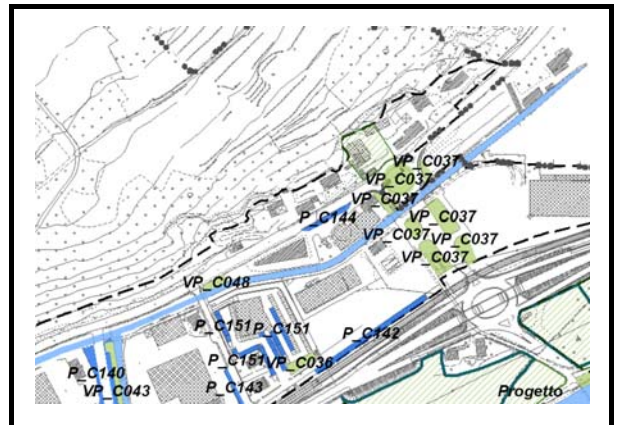 VP_C037
VP_C037
VP_C037
P_C144
VP_C037
VP_C037
VP_C037
VP_C037
VP_C048
P_C151
P_C151
P_C142
P_C151
VP_C036
P_C140
P_C143
VP_C043
Progetto